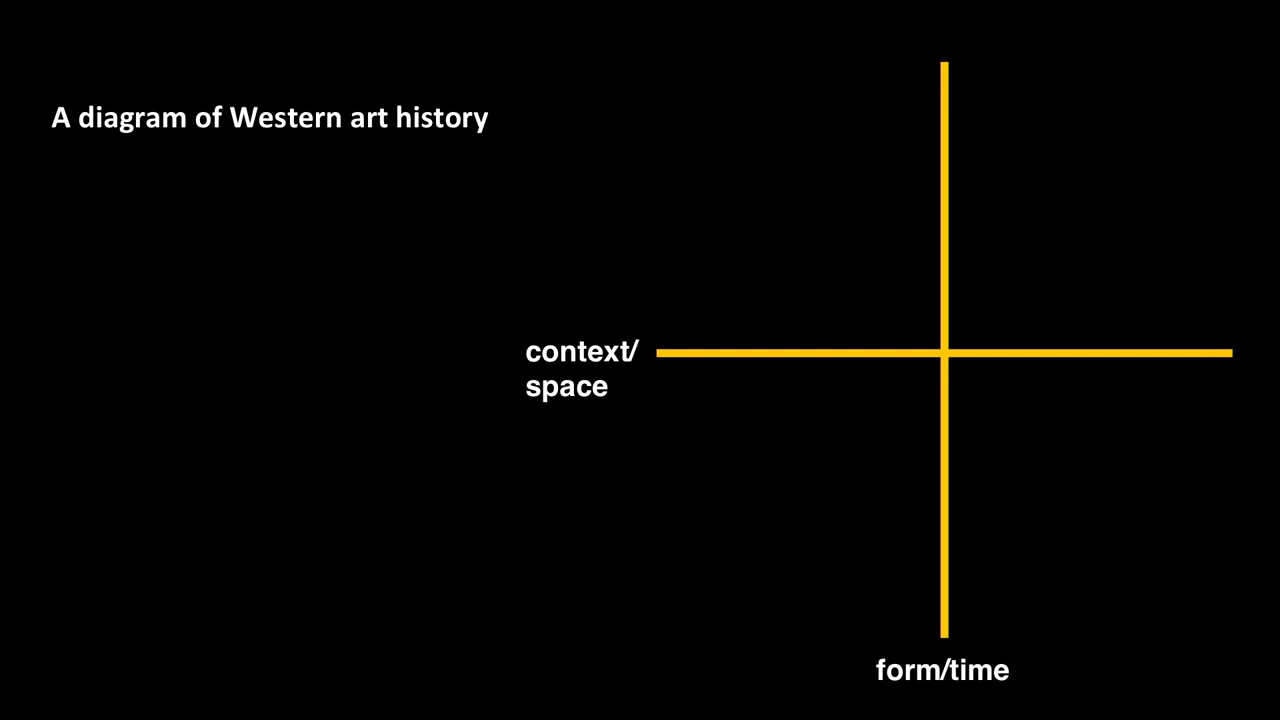 A diagram of Western art history
context/
space
form/time